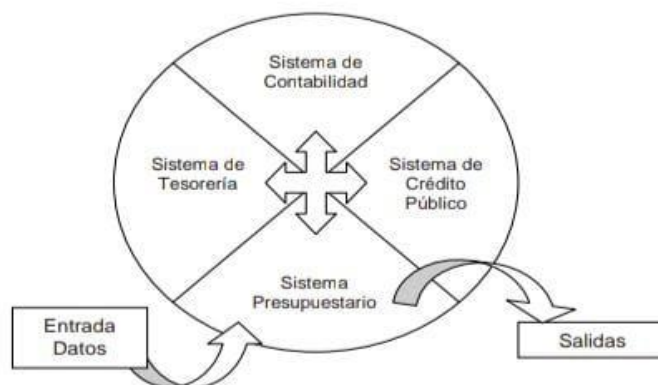 Sistema de
Contabilidad
Sistema de
Tesorería
Sistema de
Crédito
Público
Sistema
Presupuestario
Entrada
Datos
Salidas